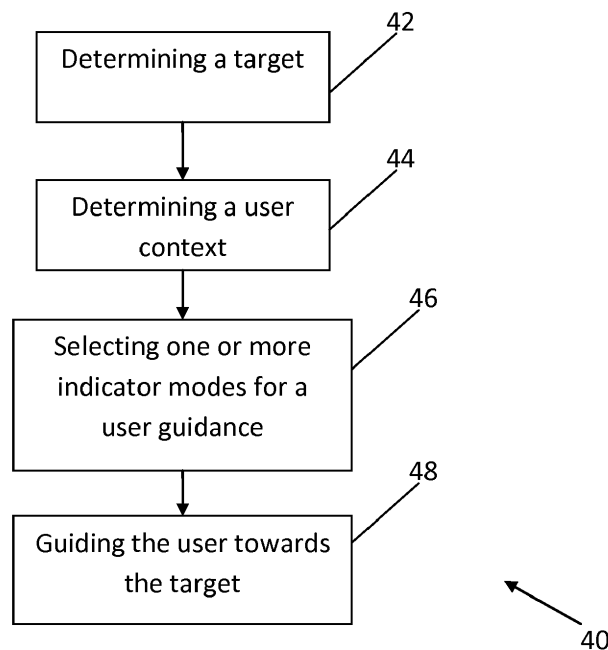 42
Determining a target
44
Determining a user
context
46
Selecting one or more
indicator modes for a
user guidance
48
Guiding the user towards
the target
40